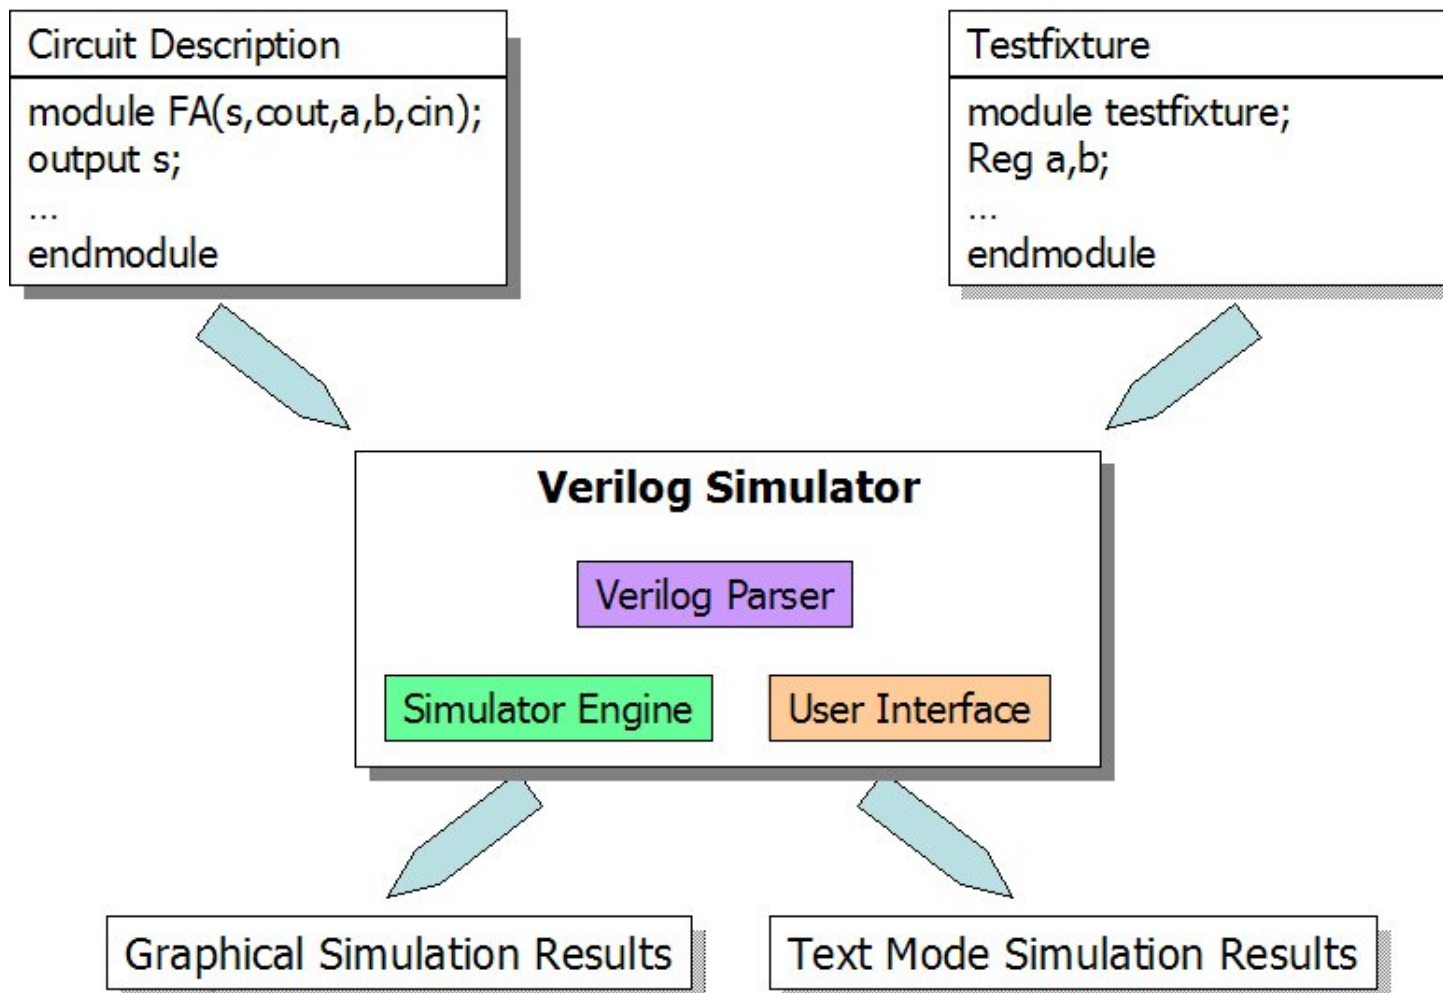 Circuit Description
module FA(s,cout,a,b,cin);
output s;
...
endmodule
Testfixture
module testfixture;
Reg a,b;
...
endmodule
Verilog Simulator
Verilog Parser
Simulator Engine
User Interface
Graphical Simulation Results
Text Mode Simulation Results